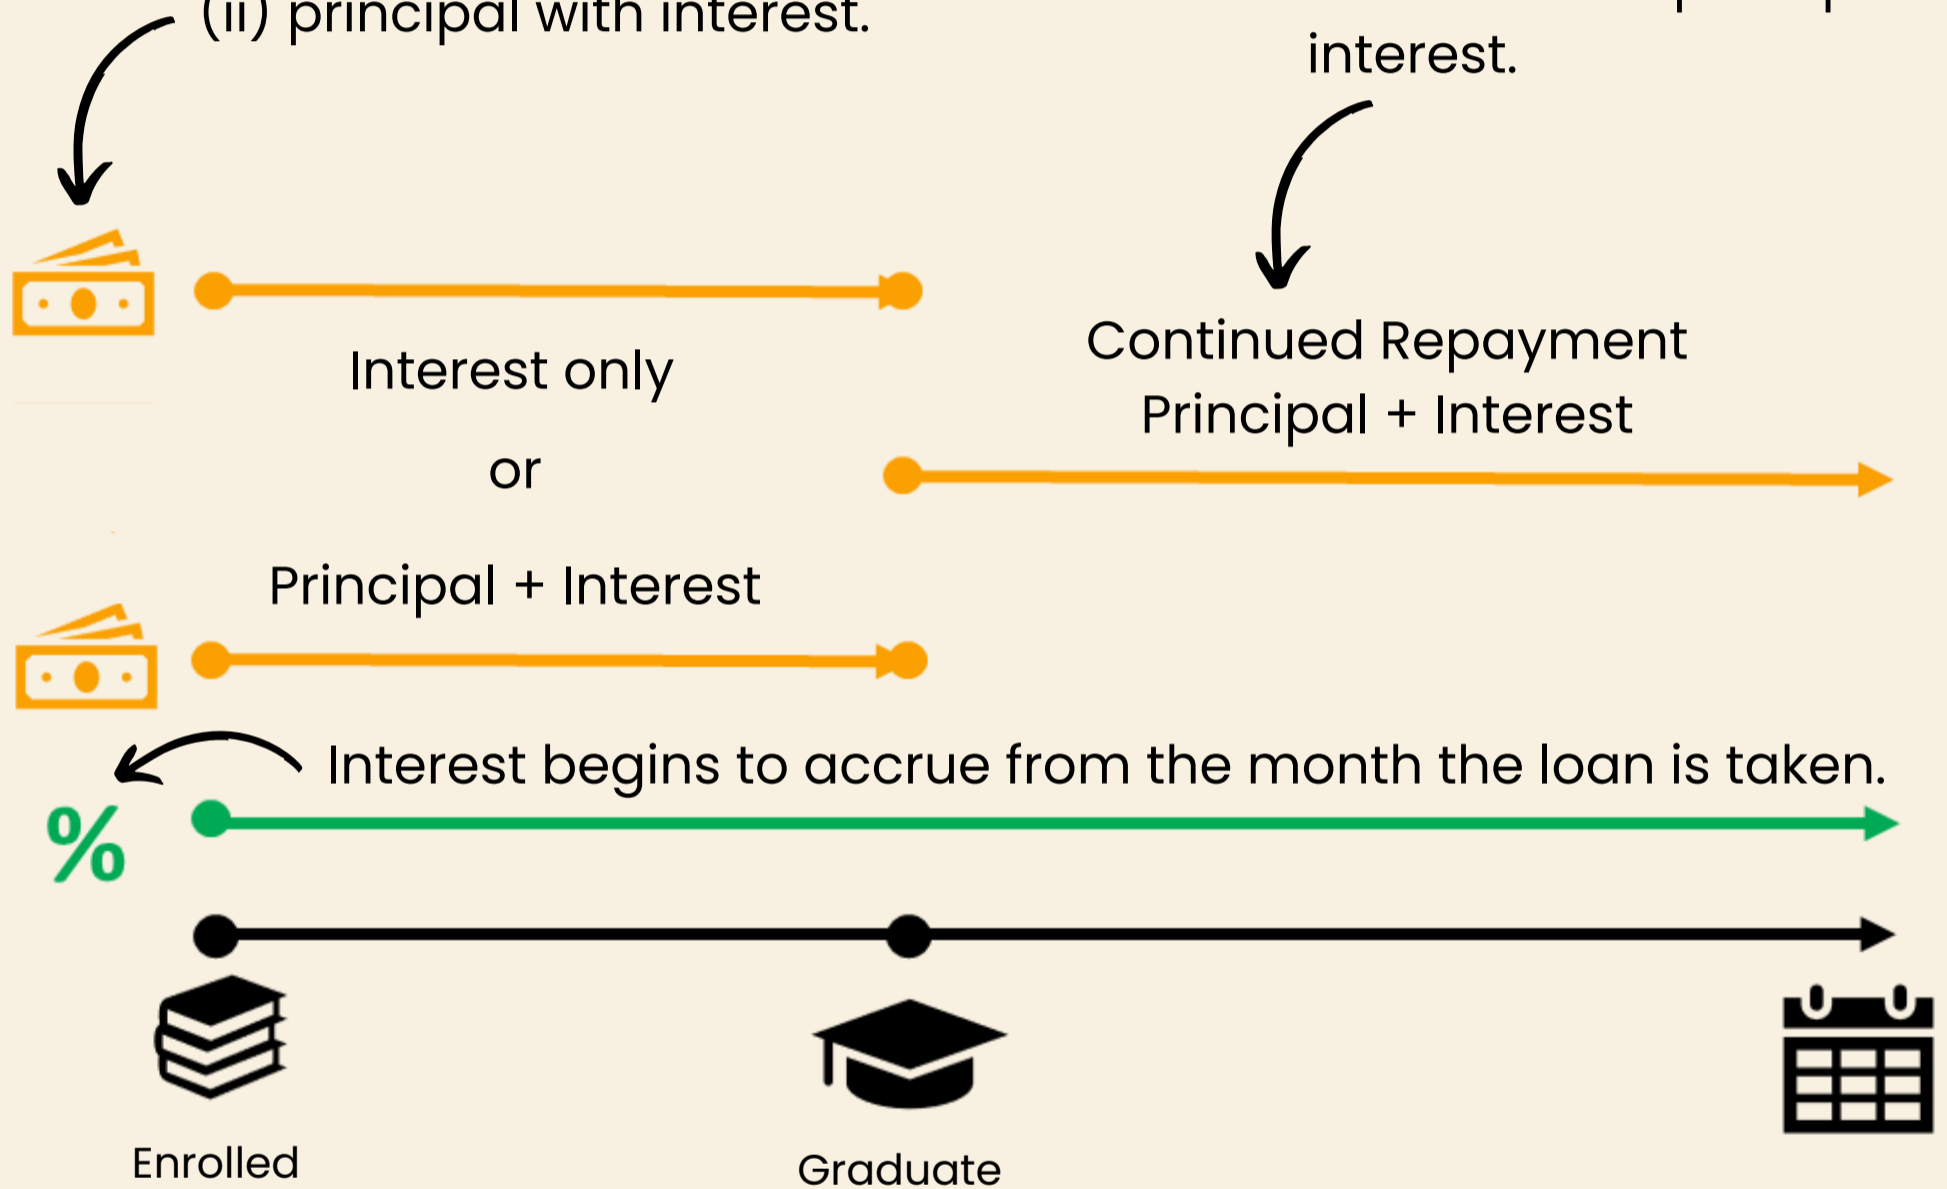 (ii) principal with interest.
interest.
Interest only
or
Principal + Interest
Continued Repayment
Principal + Interest
Interest begins to accrue from the month the loan is taken.
%
Enrolled
Graduate